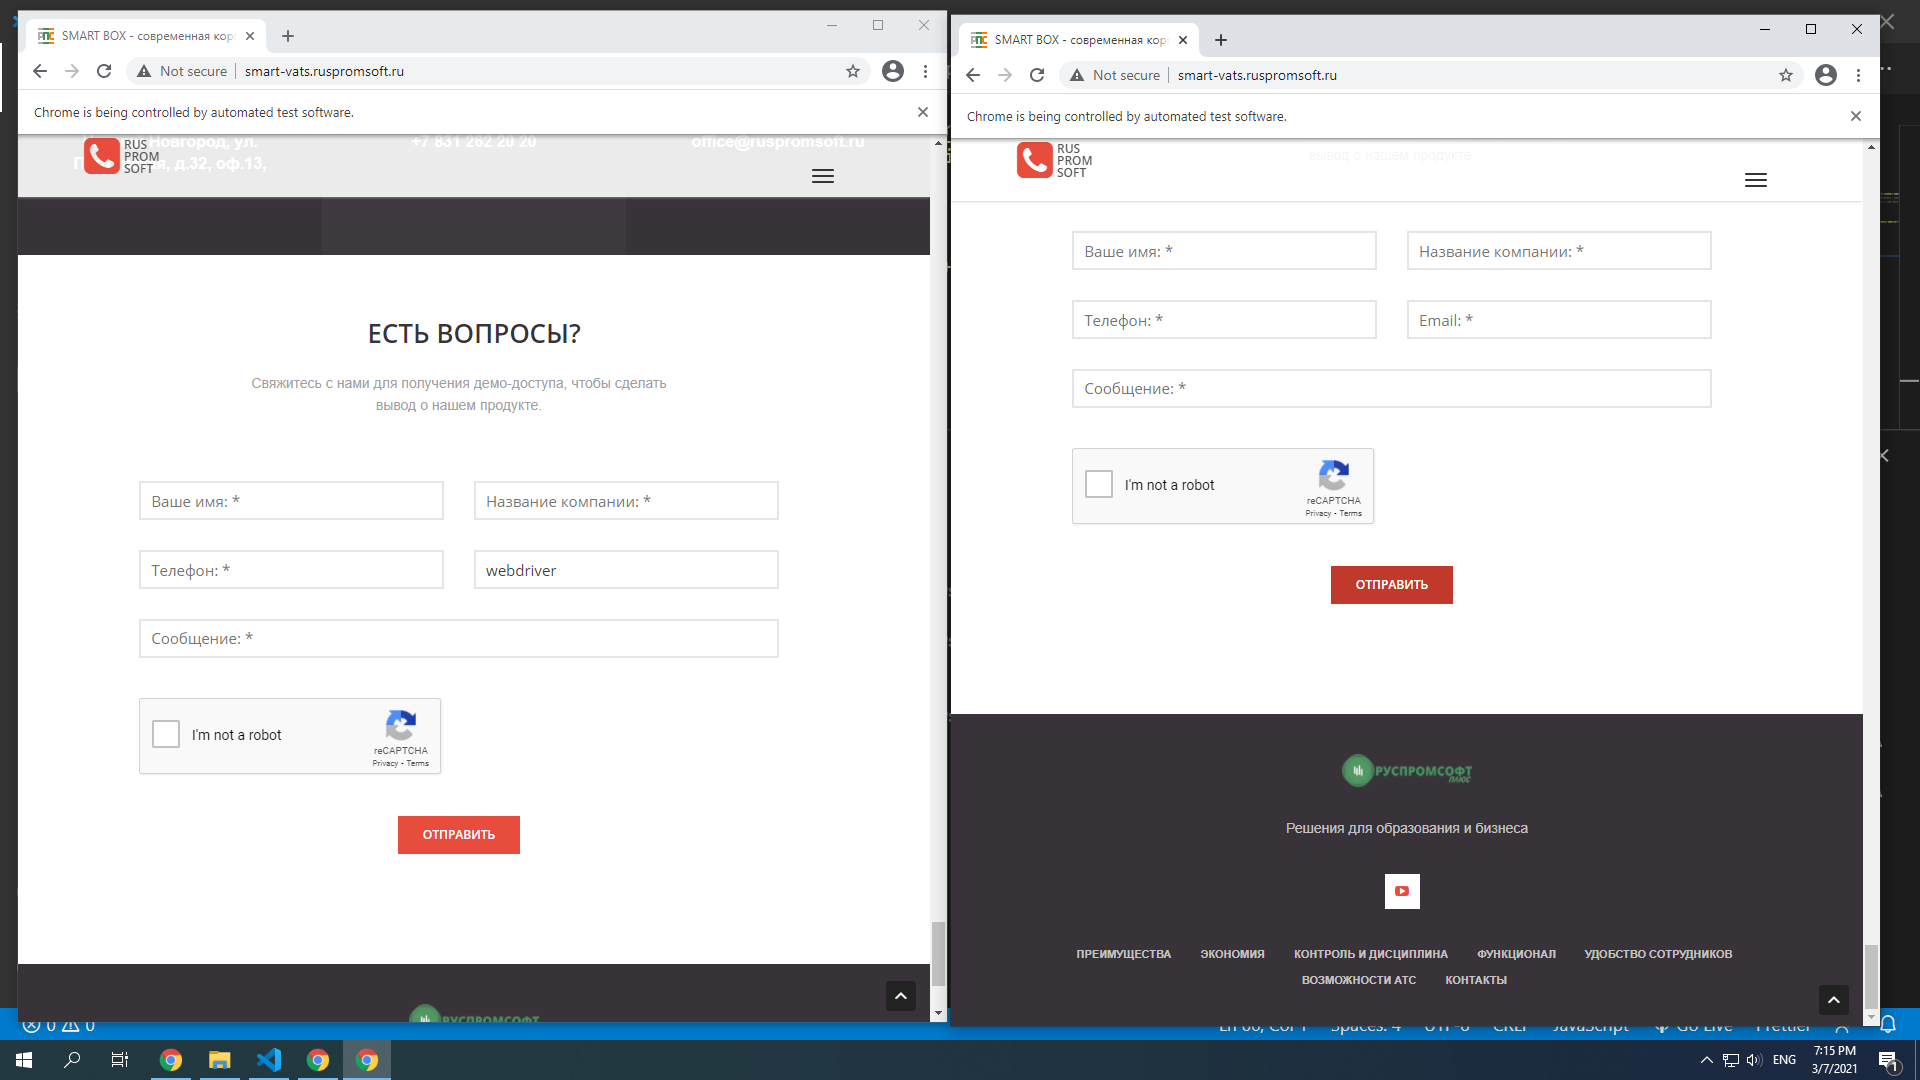 SMART BOX - современная кор
Not secure
smart-vats.ruspromsoft.ru
Chrome is being controlled by automated test software.
Новгород, ул.
+7 831 262 20 20
office@ruspromsoft.ru
RUS
PROM
SOFT
д.32, оф.13,
ЕСТЬ ВОПРОСЫ?
Свяжитесь с нами для получения демо-доступа, чтобы сделать
вывод о нашем продукте.
Ваше имя: *
Название компании: *
Телефон: *
webdriver
Сообщение: *
I'm not a robot
reCAPTCHA
Privacy - Terms
ОТПРАВИТЬ
РУСПРОМСОФТ
SMART BOX - современная кор
Not secure
smart-vats.ruspromsoft.ru
Chrome is being controlled by automated test software.
RUS
PROM
SOFT
вывод о нашем продукте
Ваше имя: *
Название компании: *
Телефон: *
Email: *
Сообщение: *
I'm not a robot
reCAPTCHA
Privacy - Terms
ОТПРАВИТЬ
РУСПРОМСОФТ
ПЛЮС
Решения для образования и бизнеса
ПРЕИМУЩЕСТВА
ЭКОНОМИЯ
КОНТРОЛЬ И ДИСЦИПЛИНА
ФУНКЦИОНАЛ
УДОБСТВО СОТРУДНИКОВ
ВОЗМОЖНОСТИ АТС
КОНТАКТЫ
0 0
Spaces: 4
UTF-8
CRLF
JavaScript
Go Live
Prettier
ENG
7:15 PM
3/7/2021
1